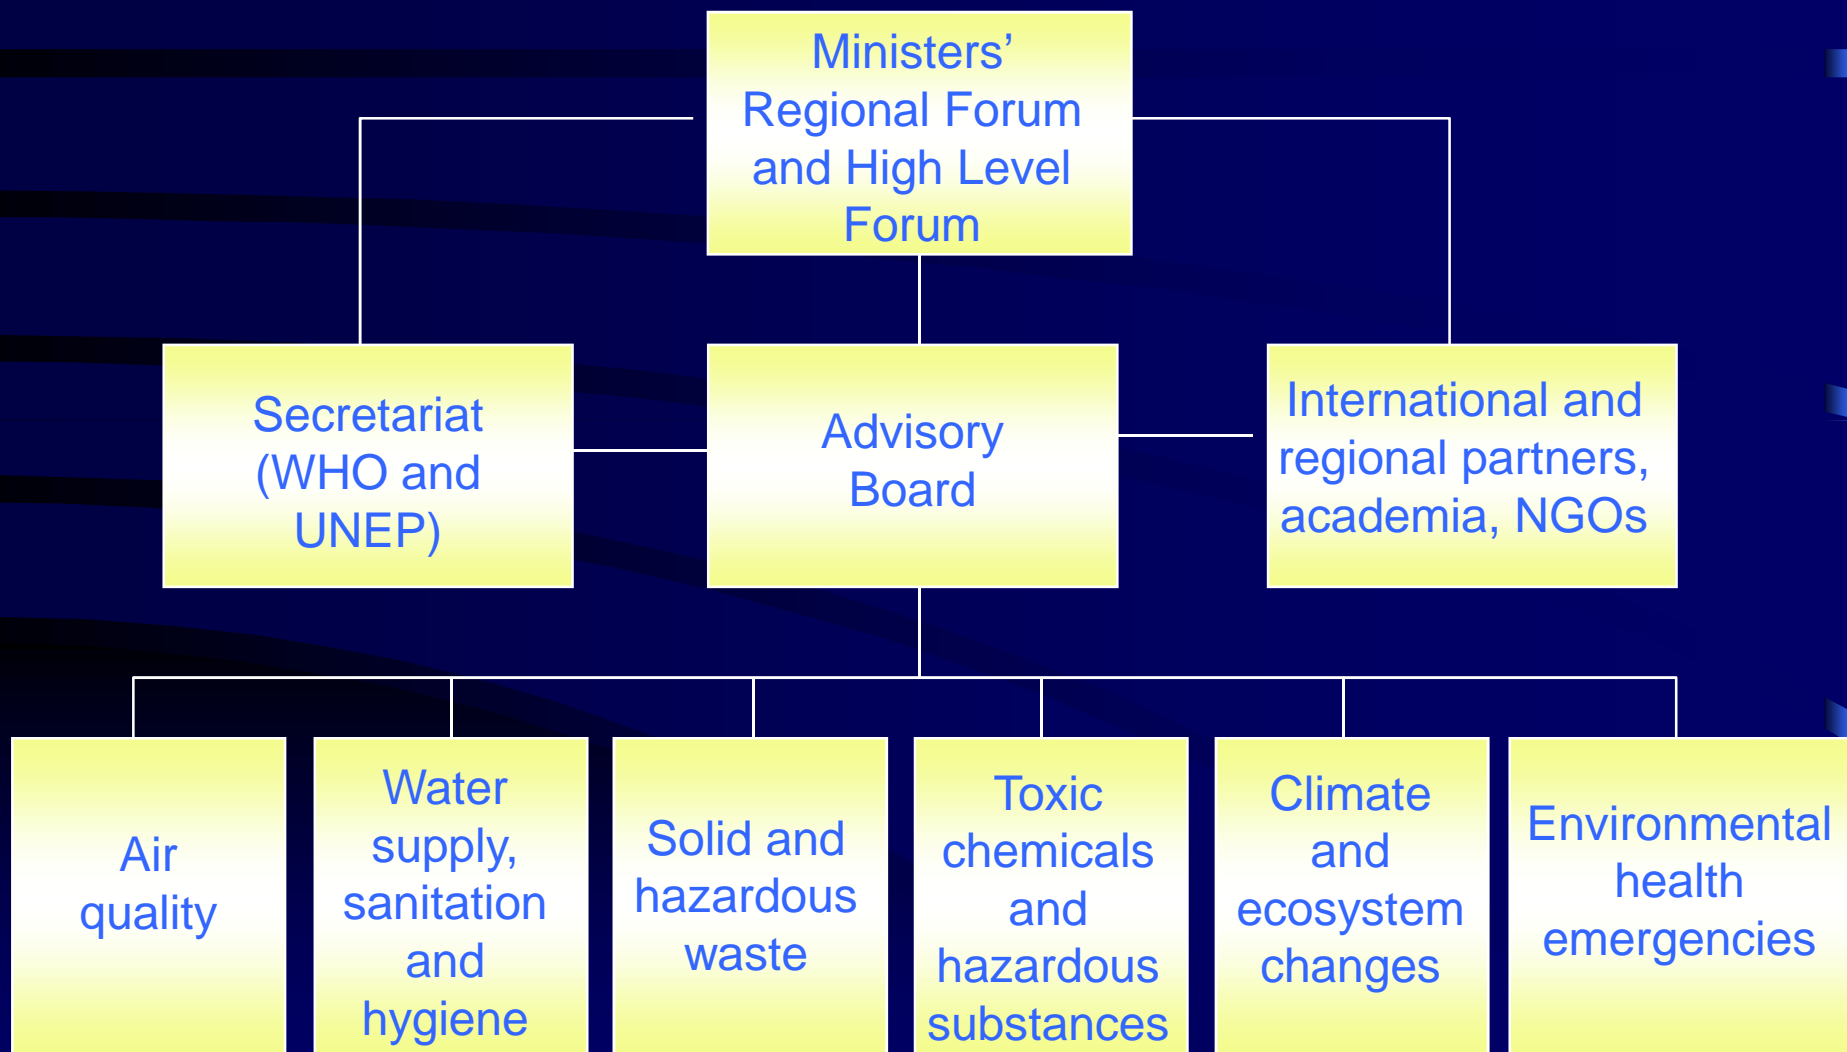 Ministers’
Regional Forum
and High Level
Forum
Secretariat
(WHO and
UNEP)
Advisory
Board
International and
regional partners,
academia, NGOs
Air
quality
Water
supply,
sanitation
and
hygiene
Solid and
hazardous
waste
Toxic
chemicals
and
hazardous
substances
Climate
and
ecosystem
changes
Environmental
health
emergencies